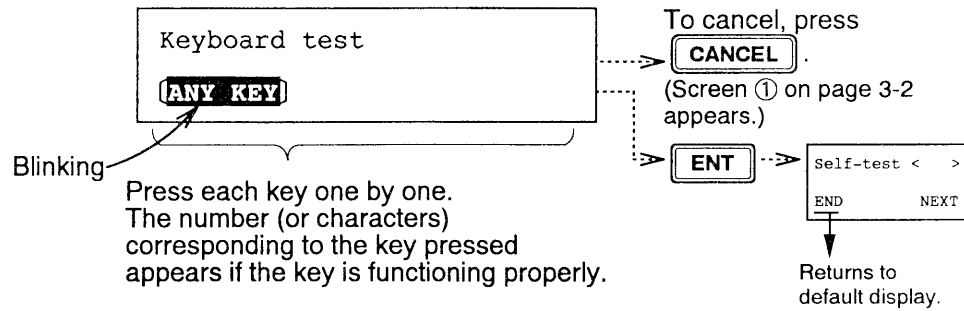 Keyboard test
ANY KEY
Blinking
Press each key one by one.
The number (or characters)
corresponding to the key pressed
appears if the key is functioning properly.
To cancel, press
CANCEL .
(Screen ① on page 3-2
appears.)
ENT
Self-test < >
END NEXT
Returns to
default display.